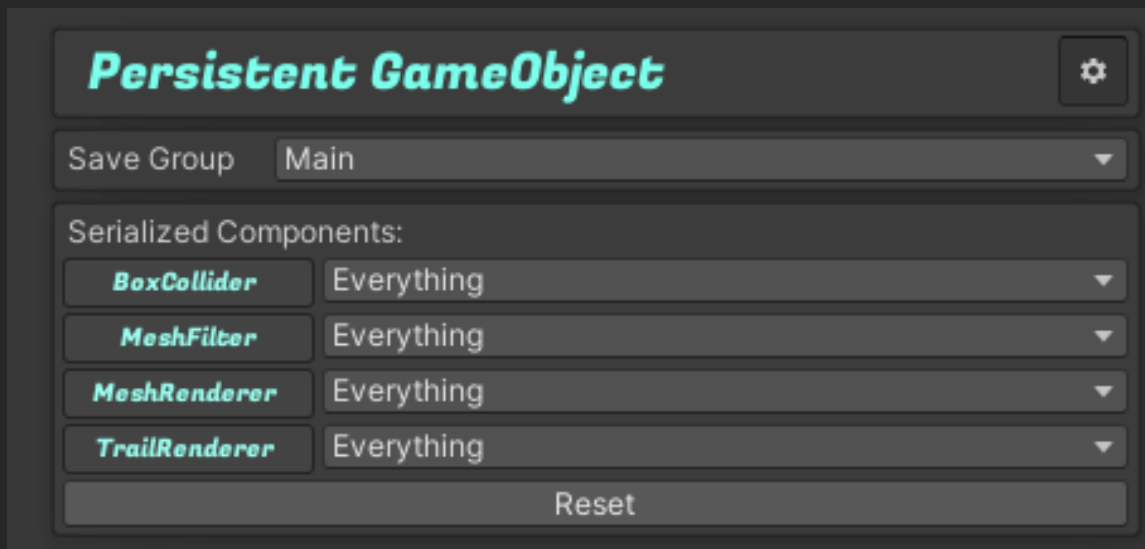 Persistent GameObject
Save Group Main
Serialized Components:
BoxCollider Everything
MeshFilter Everything
MeshRenderer Everything
TrailRenderer Everything
Reset